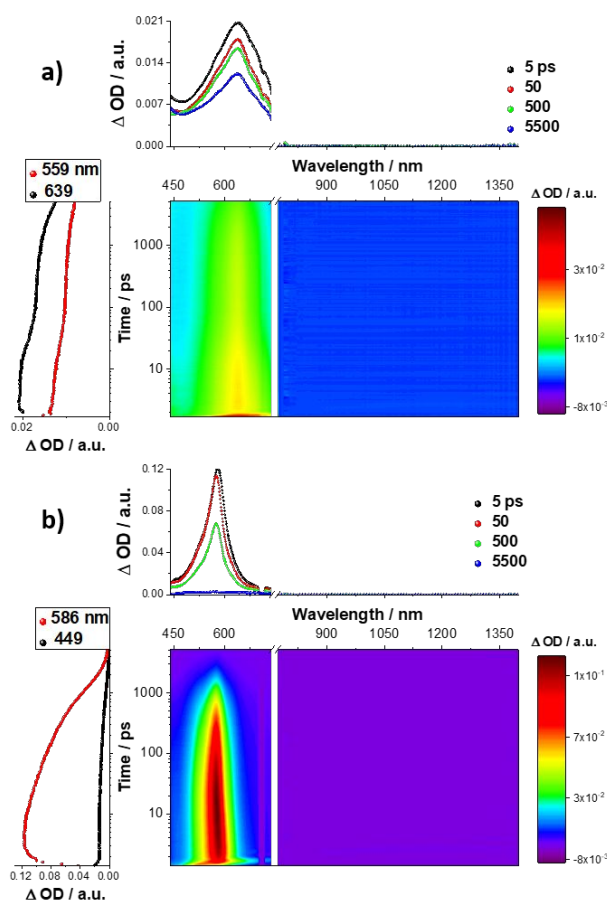 a)
Δ OD / a.u.
0.021
0.014
0.007
0.000
5 ps
50
500
5500
Wavelength / nm
450 600 900 1050 1200 1350
559 nm
639
Time / ps
1000
100
10
0.02 0.00
Δ OD / a.u.
Δ OD / a.u.
3x10⁻²
1x10⁻²
-8x10⁻³
b)
Δ OD / a.u.
0.12
0.08
0.04
0.00
5 ps
50
500
5500
Wavelength / nm
450 600 900 1050 1200 1350
586 nm
449
Time / ps
1000
100
10
0.12 0.08 0.04 0.00
Δ OD / a.u.
Δ OD / a.u.
1x10⁻¹
7x10⁻²
3x10⁻²
-8x10⁻³